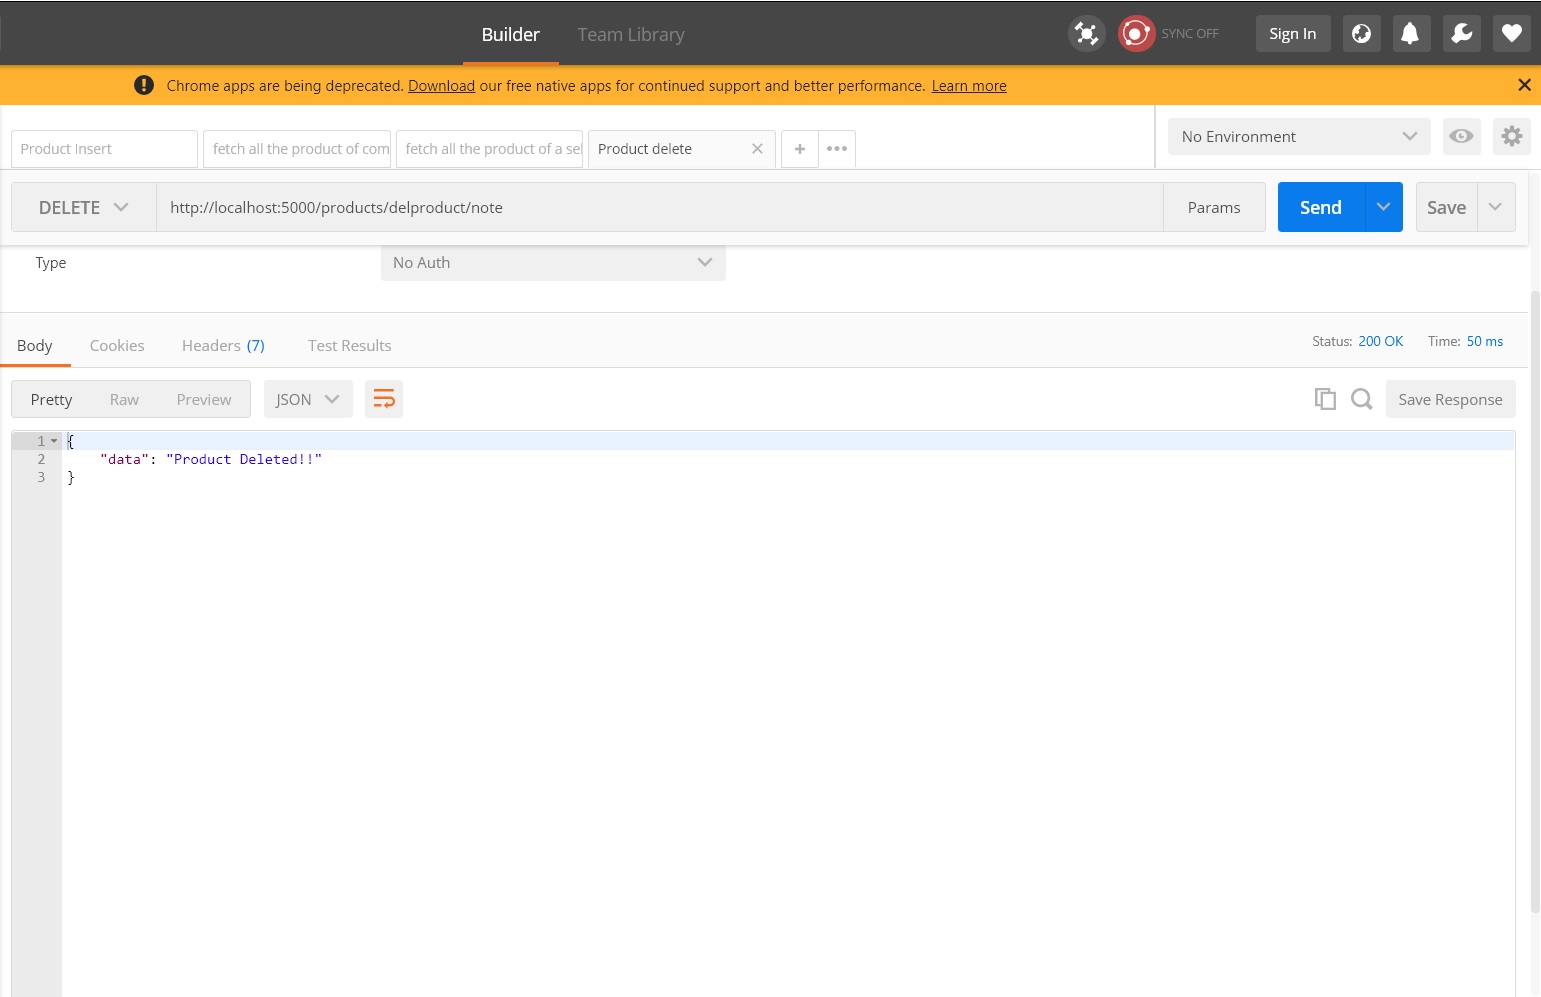 Builder Team Library SYNC OFF Sign In
Chrome apps are being deprecated. Download our free native apps for continued support and better performance. Learn more
Product Insert fetch all the product of com fetch all the product of a sel Product delete No Environment
DELETE http://localhost:5000/products/delproduct/note Params Send Save
Type No Auth
Body Cookies Headers (7) Test Results Status: 200 OK Time: 50 ms
Pretty Raw Preview JSON Save Response
1 {
2 "data": "Product Deleted!!"
3 }